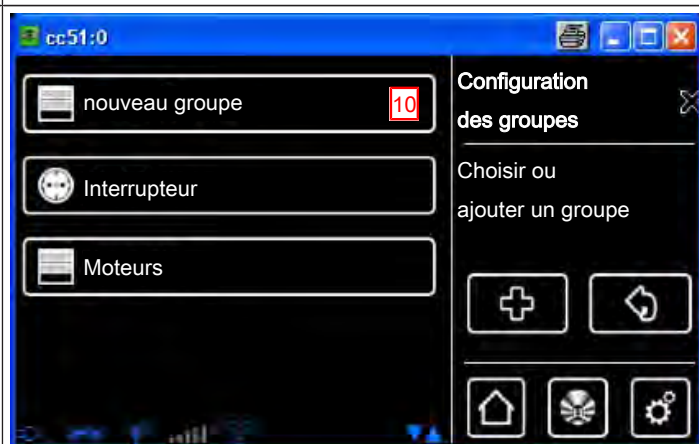 cc51:0
nouveau groupe
10
Interrupteur
Moteurs
Configuration
des groupes
Choisir ou
ajouter un groupe